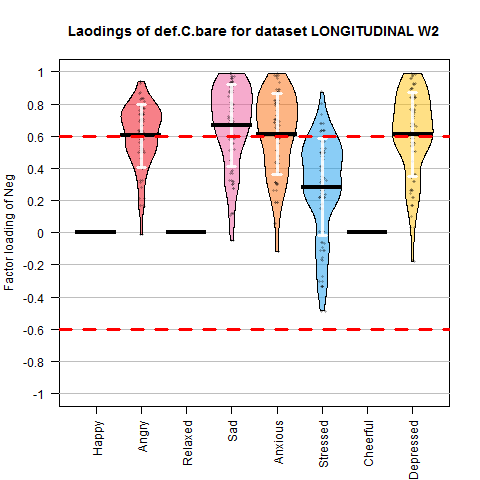 Laodings of def.C.bare for dataset LONGITUDINAL W2
Factor loading of Neg
1
0.8
0.6
0.4
0.2
0
-0.2
-0.4
-0.6
-0.8
-1
Happy
Angry
Relaxed
Sad
Anxious
Stressed
Cheerful
Depressed